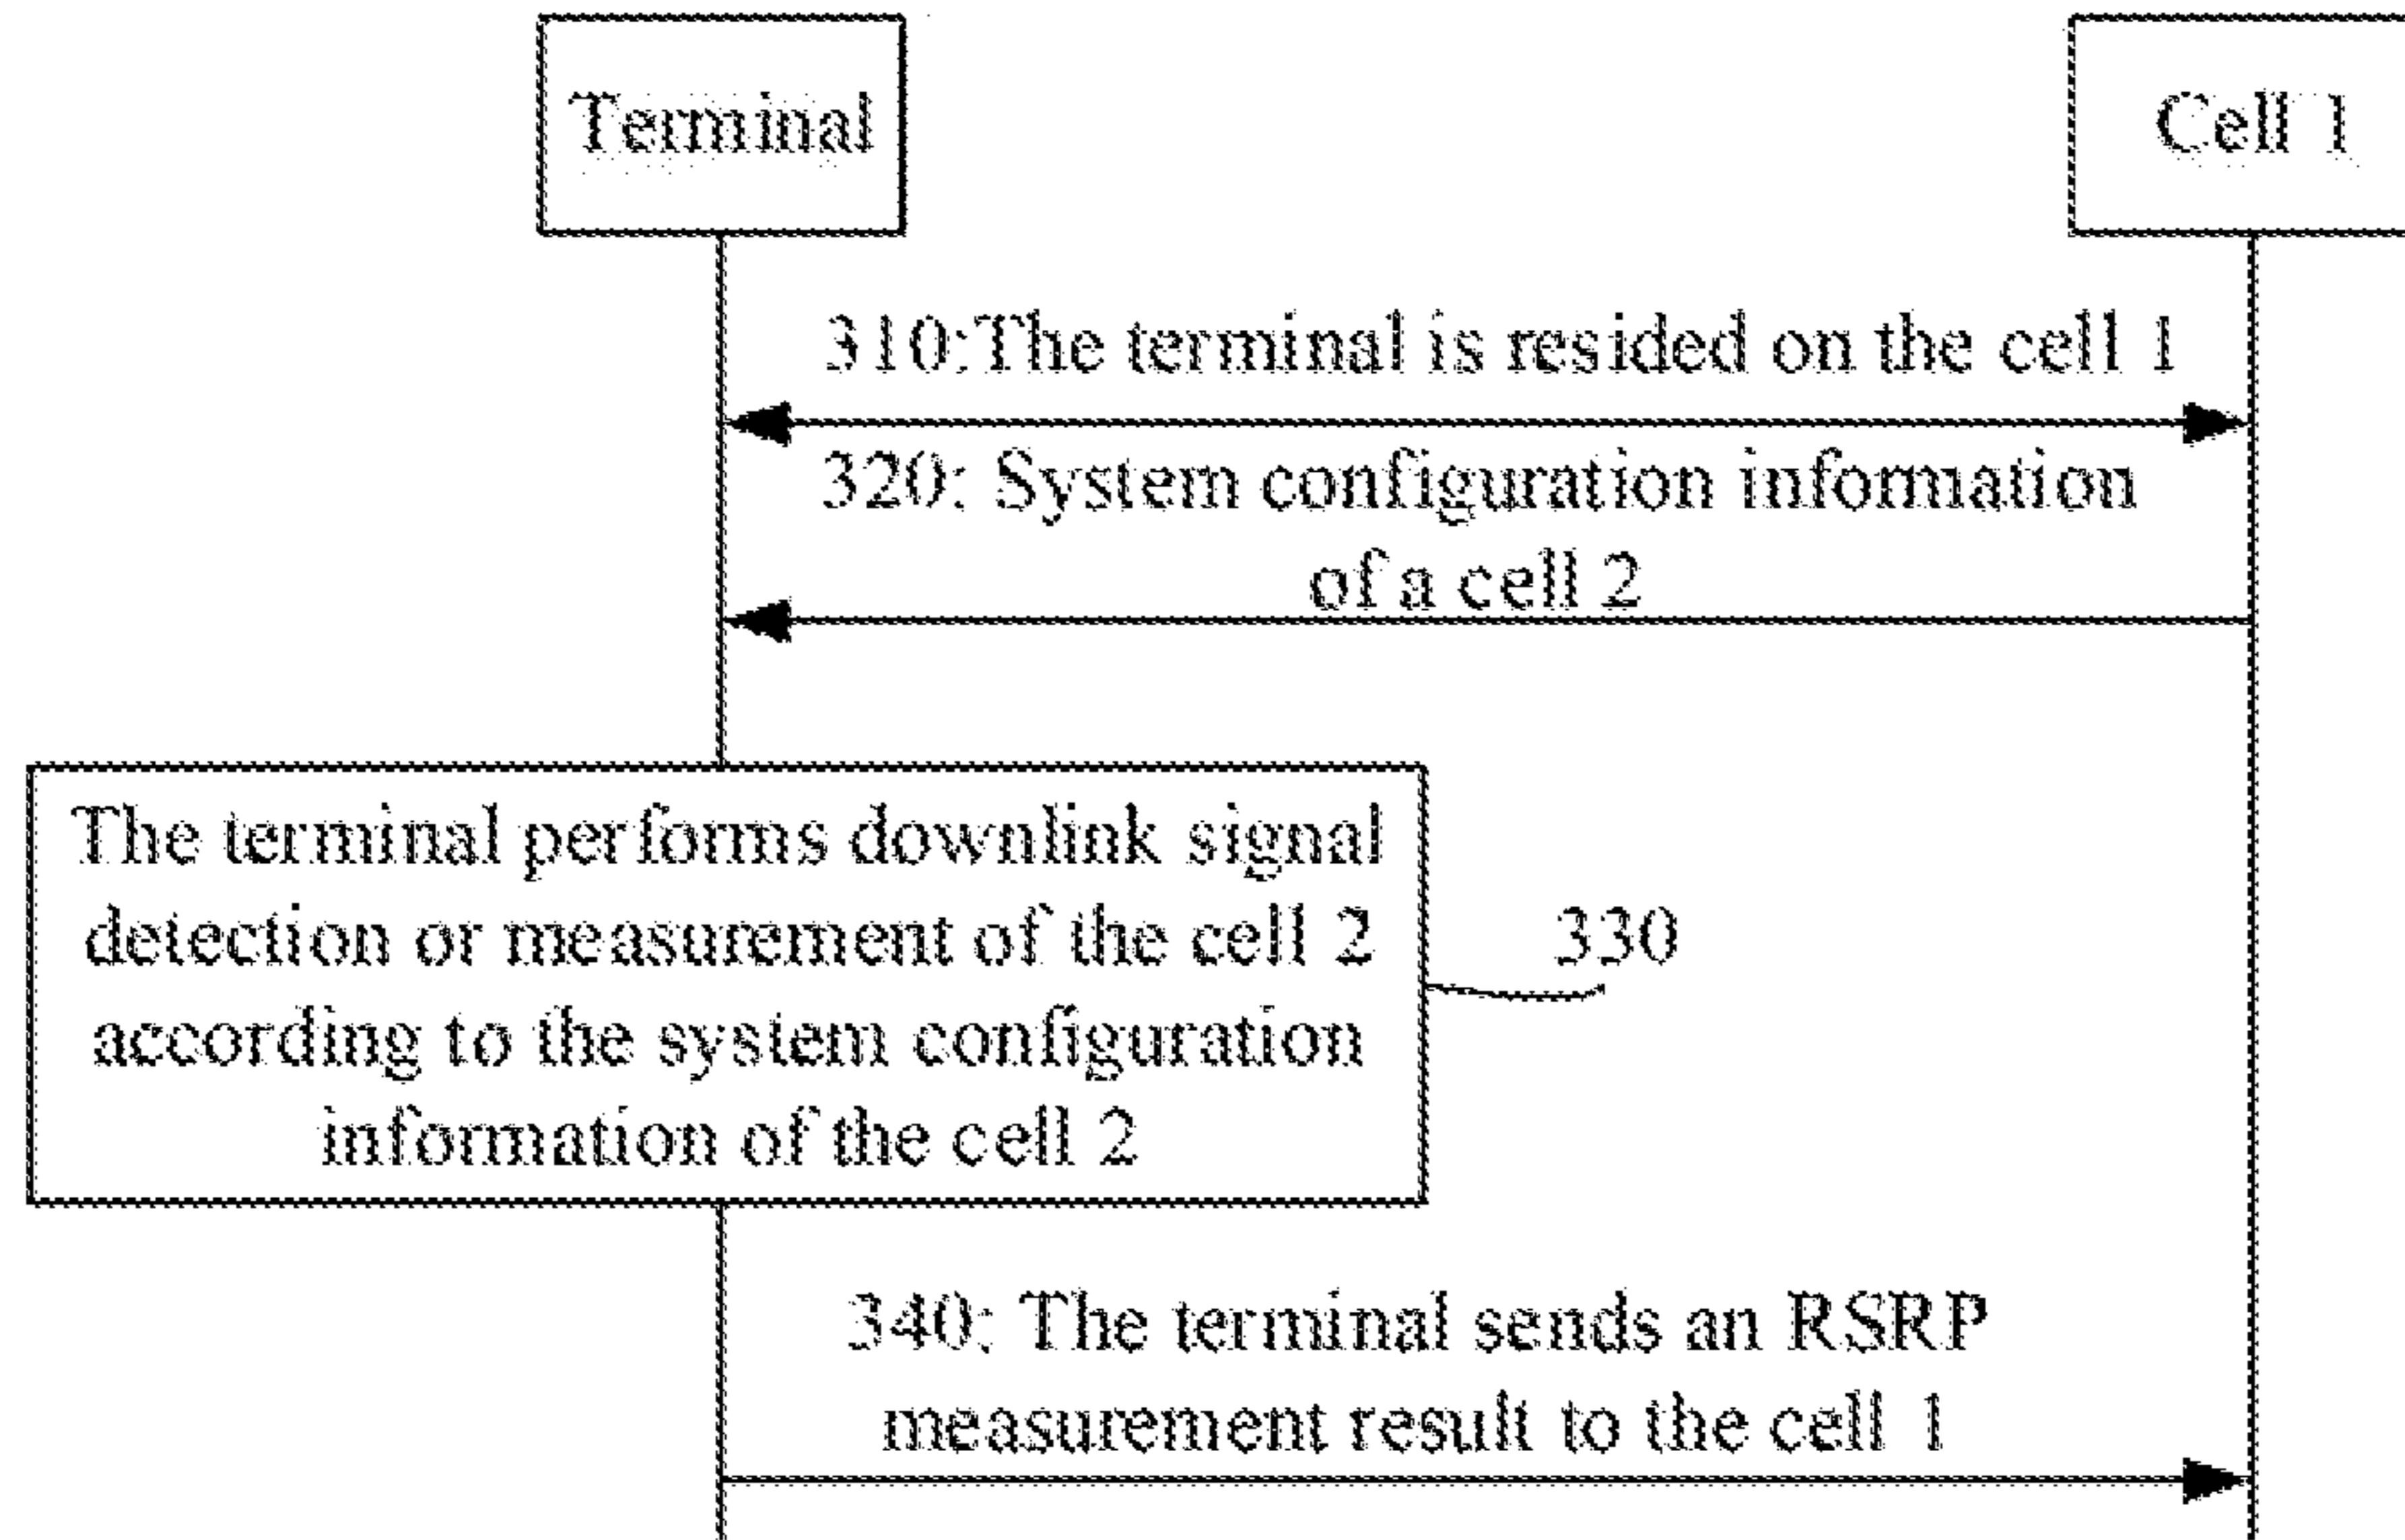 Terminal
Cell 1
310:The terminal is resided on the cell 1
320: System configuration information
of a cell 2
The terminal performs downlink signal
detection or measurement of the cell 2
according to the system configuration
information of the cell 2
330
340: The terminal sends an RSRP
measurement result to the cell 1